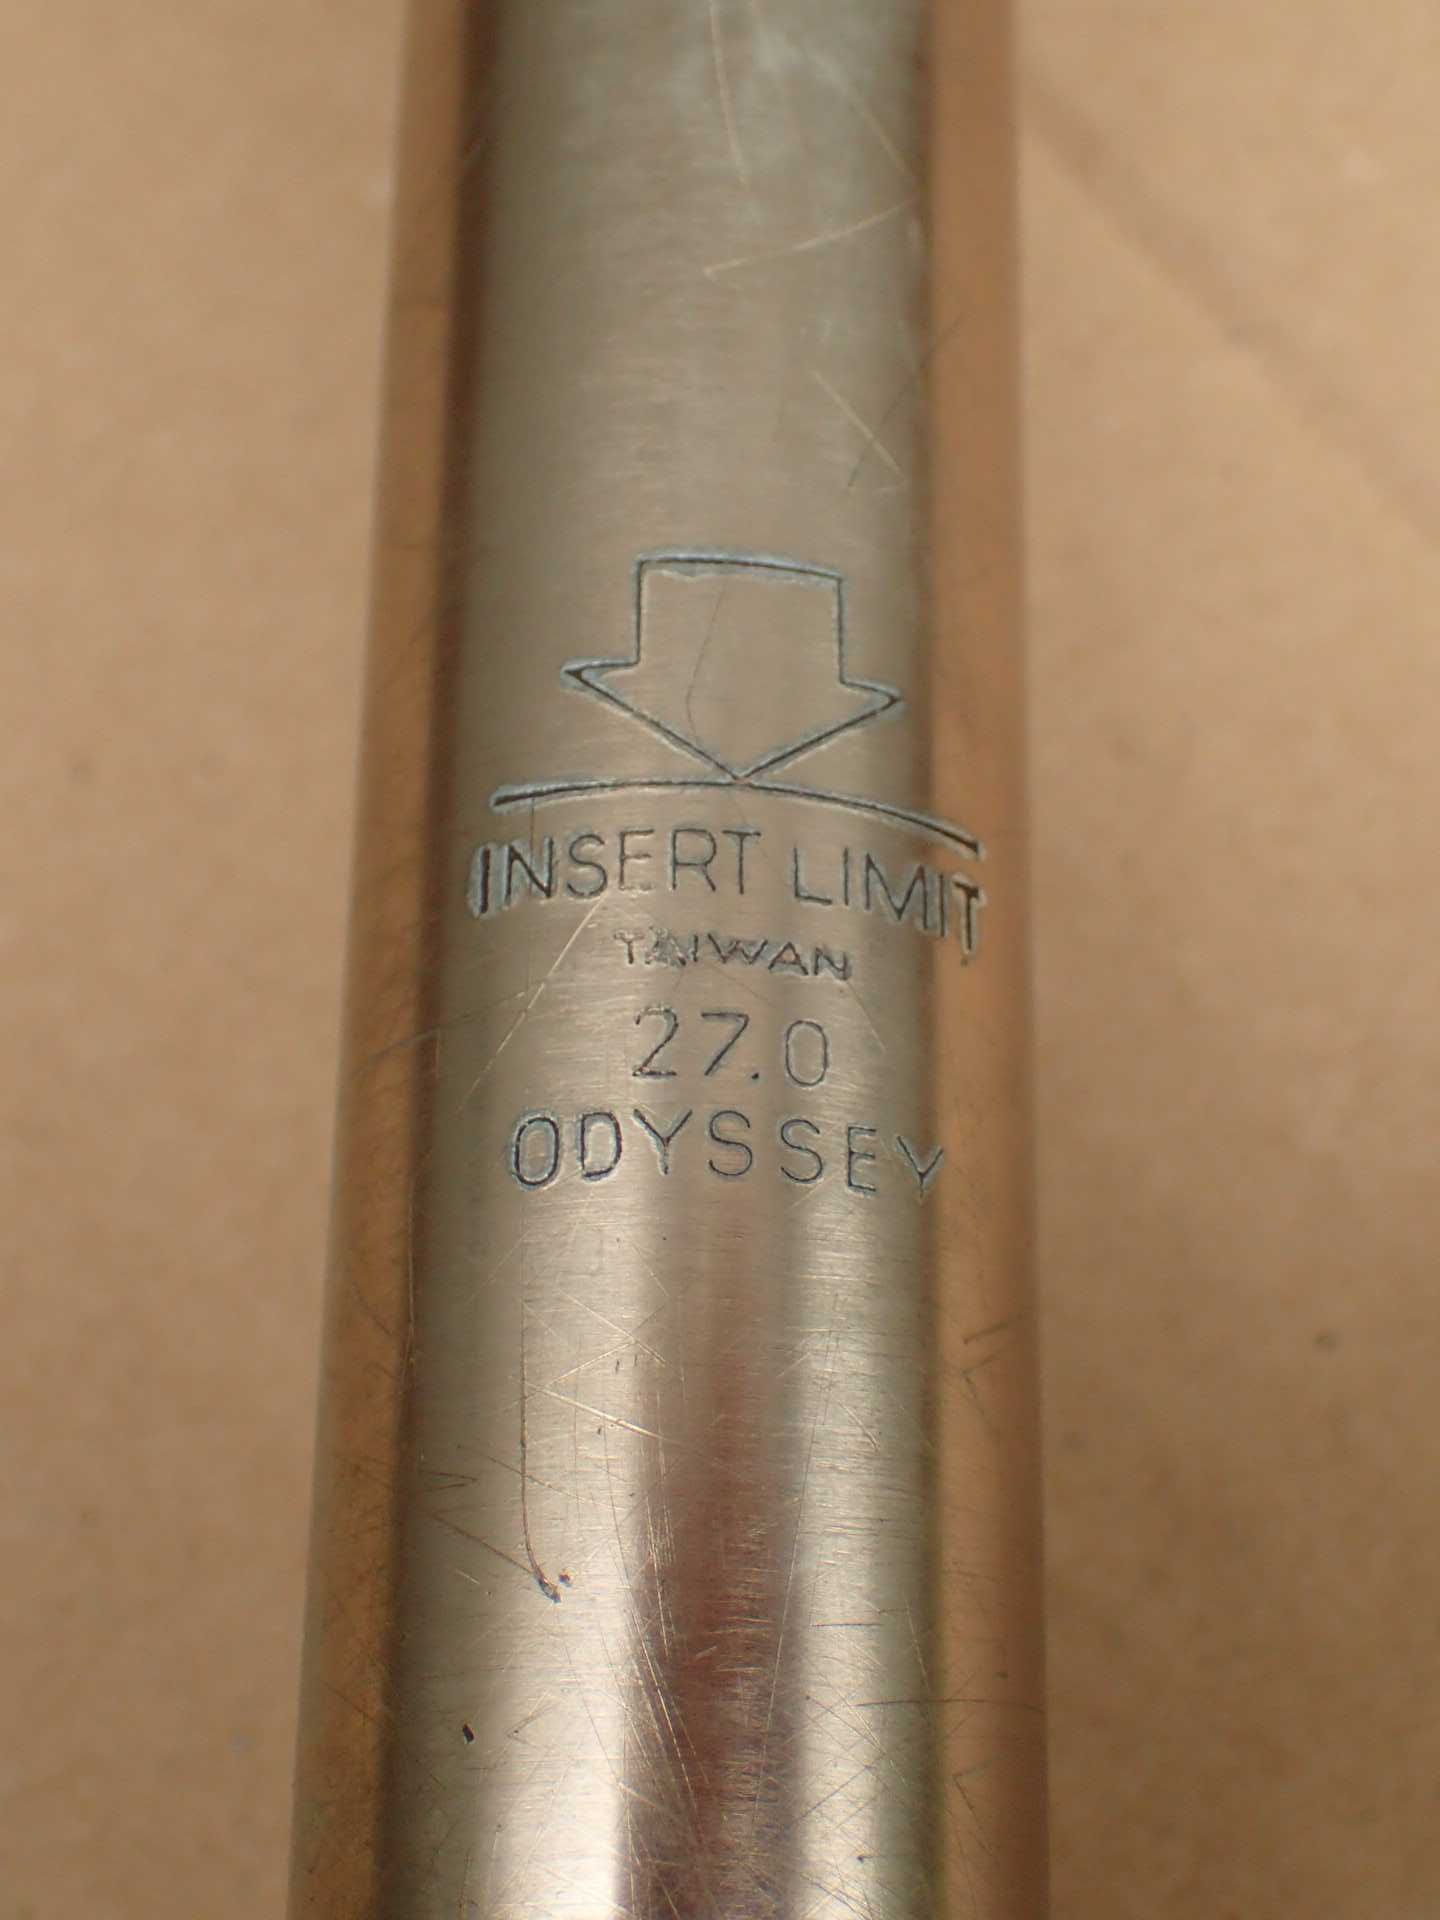 INSERT LIMIT
TAIWAN
27.0
ODYSSEY